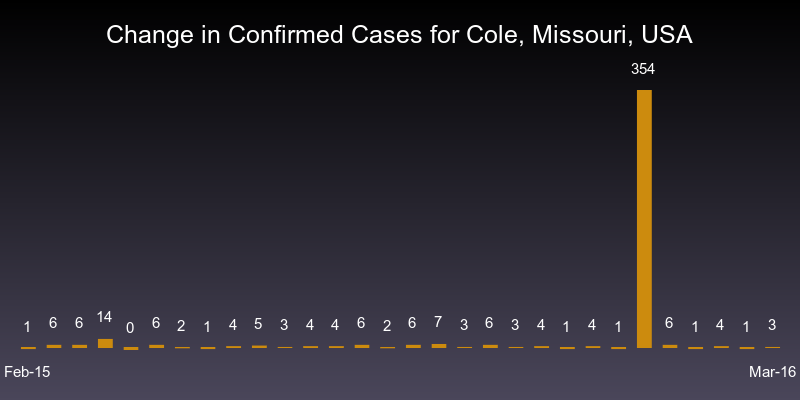 Change in Confirmed Cases for Cole, Missouri, USA
354
1 6 6 14 0 6 2 1 4 5 3 4 4 6 2 6 7 3 6 3 4 1 4 1 6 1 4 1 3
Feb-15 Mar-16